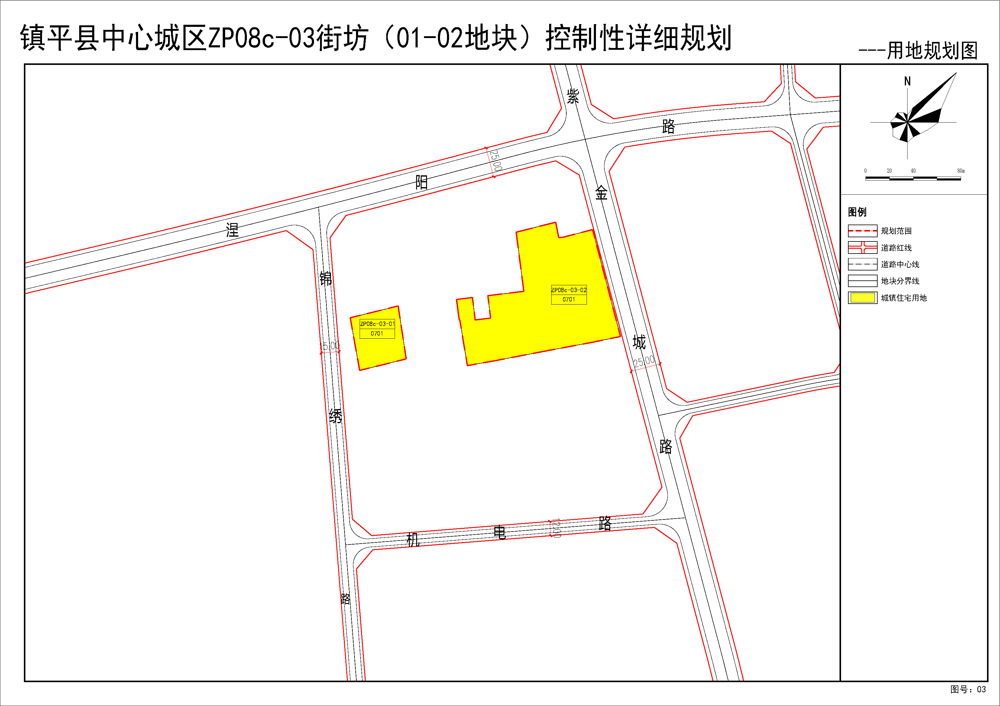 镇平县中心城区ZP08c-03街坊（01-02地块）控制性详细规划
---用地规划图
N
0 20 40 80m
图例
规划范围
道路红线
道路中心线
地块分界线
城镇住宅用地
涅 阳 路
25.00
紫 金 城 路
25.00
锦 绣 路
15.00
机 电 路
12.00
ZP08c-03-01
0701
ZP08c-03-02
0701
图号：03